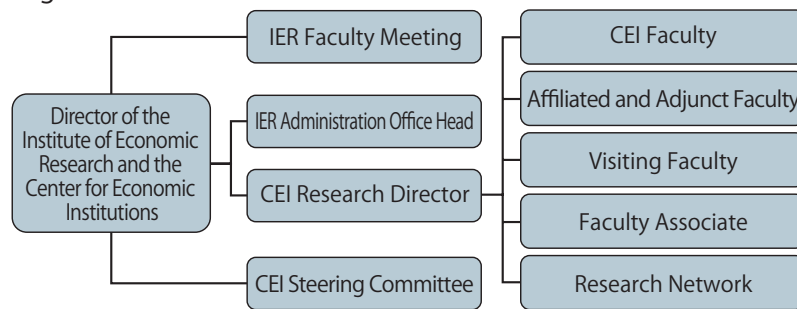 IER Faculty Meeting
Director of the
Institute of Economic
Research and the
Center for Economic
Institutions
IER Administration Office Head
CEI Research Director
CEI Steering Committee
CEI Faculty
Affiliated and Adjunct Faculty
Visiting Faculty
Faculty Associate
Research Network